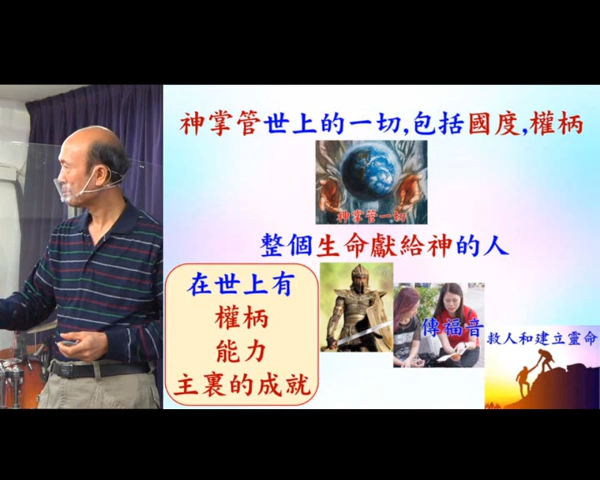 神掌管世上的一切,包括國度,權柄
神掌管一切
整個生命獻給神的人
在世上有
權柄
能力
主裏的成就
傳福音
救人和建立靈命